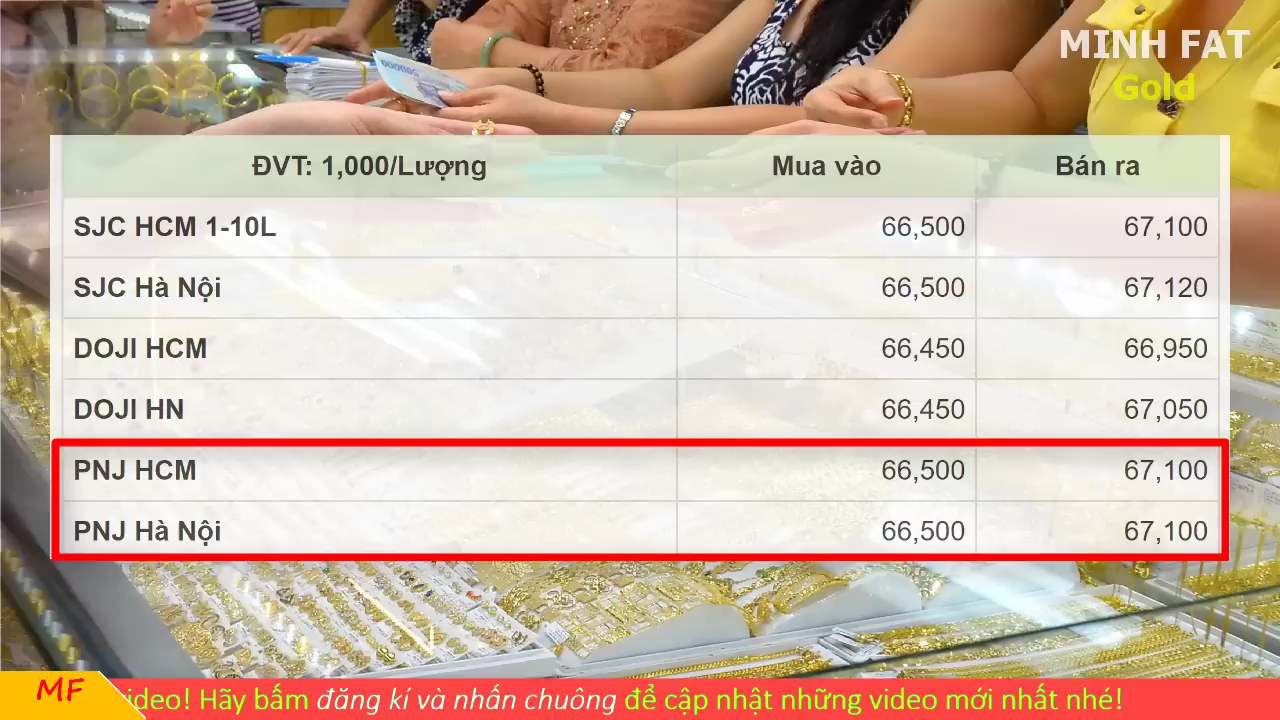 MINH FAT
Gold
ĐVT: 1,000/Lượng Mua vào Bán ra
SJC HCM 1-10L 66,500 67,100
SJC Hà Nội 66,500 67,120
DOJI HCM 66,450 66,950
DOJI HN 66,450 67,050
PNJ HCM 66,500 67,100
PNJ Hà Nội 66,500 67,100
MF ideo! Hãy bấm đăng kí và nhấn chuông để cập nhật những video mới nhất nhé!